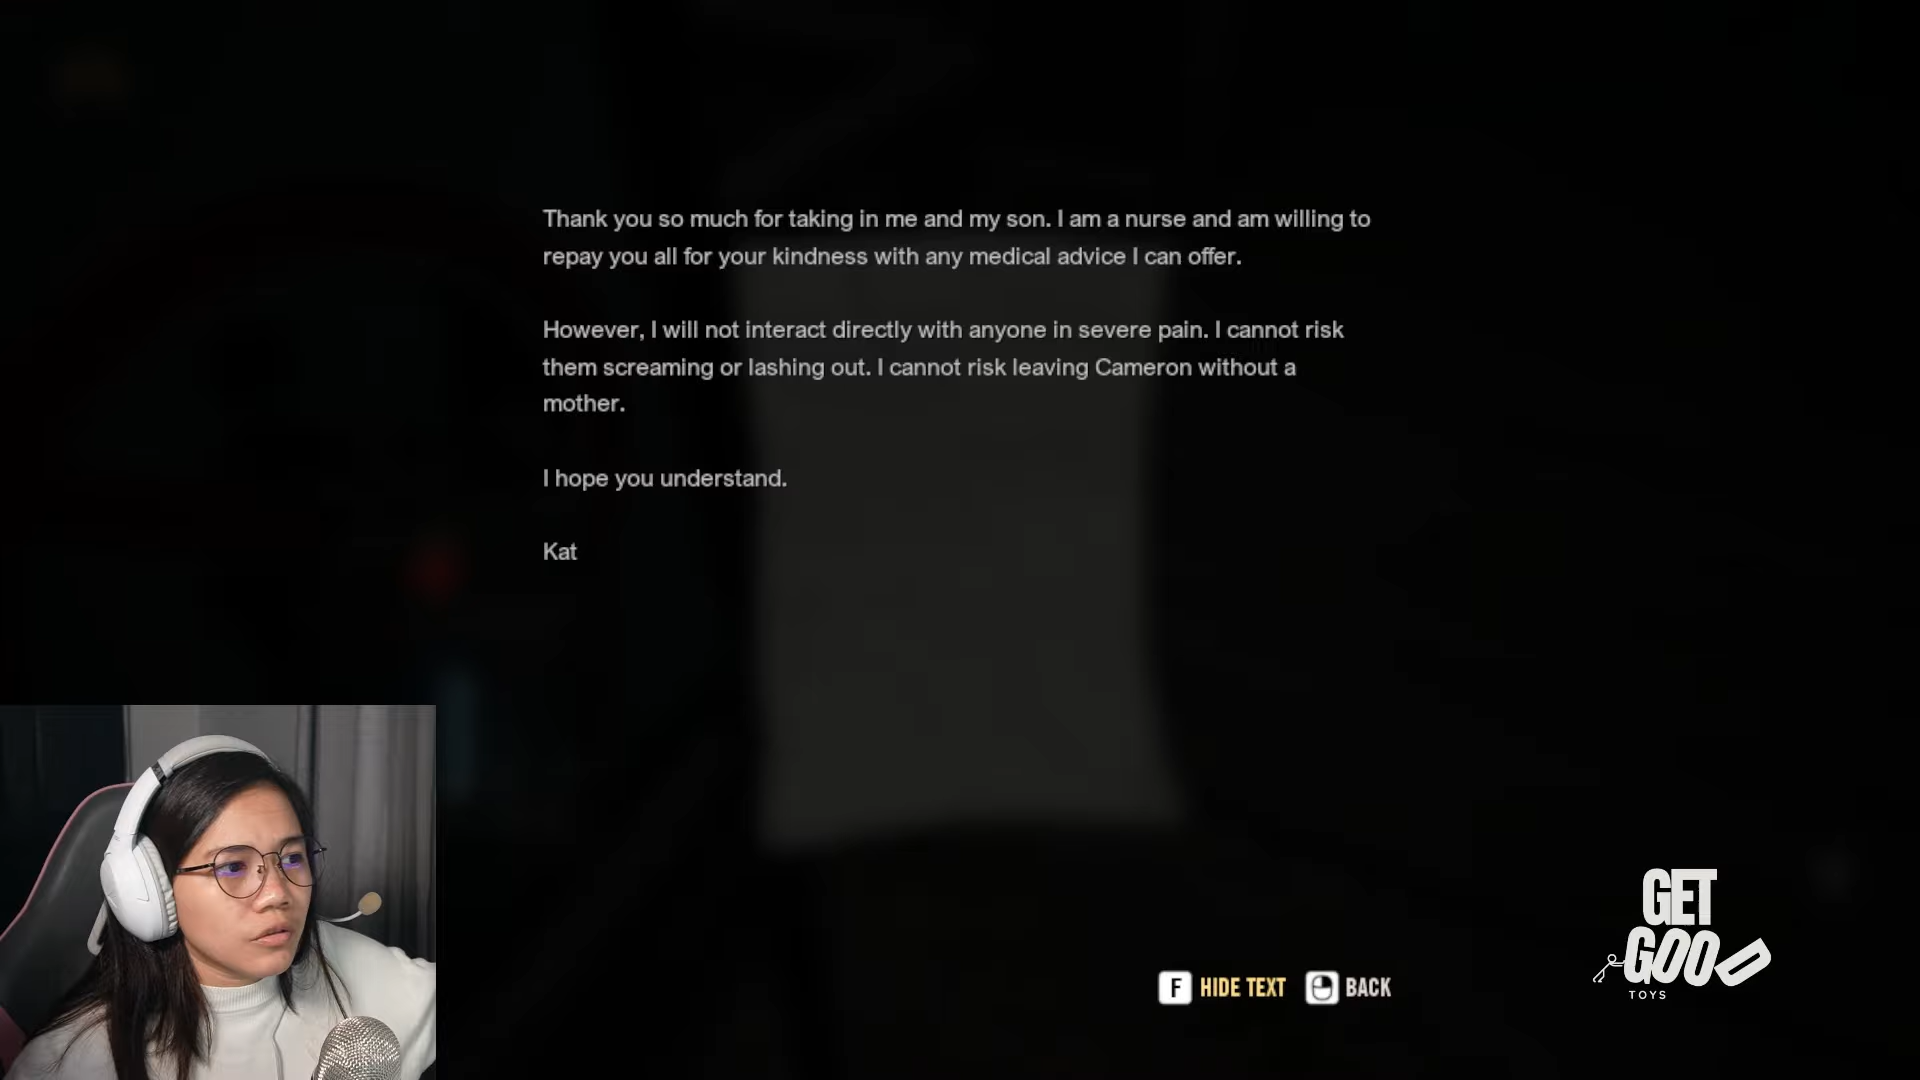 Thank you so much for taking in me and my son. I am a nurse and am willing to
repay you all for your kindness with any medical advice I can offer.
However, I will not interact directly with anyone in severe pain. I cannot risk
them screaming or lashing out. I cannot risk leaving Cameron without a
mother.
I hope you understand.
Kat
GET
GOOD
TOYS
F HIDE TEXT BACK